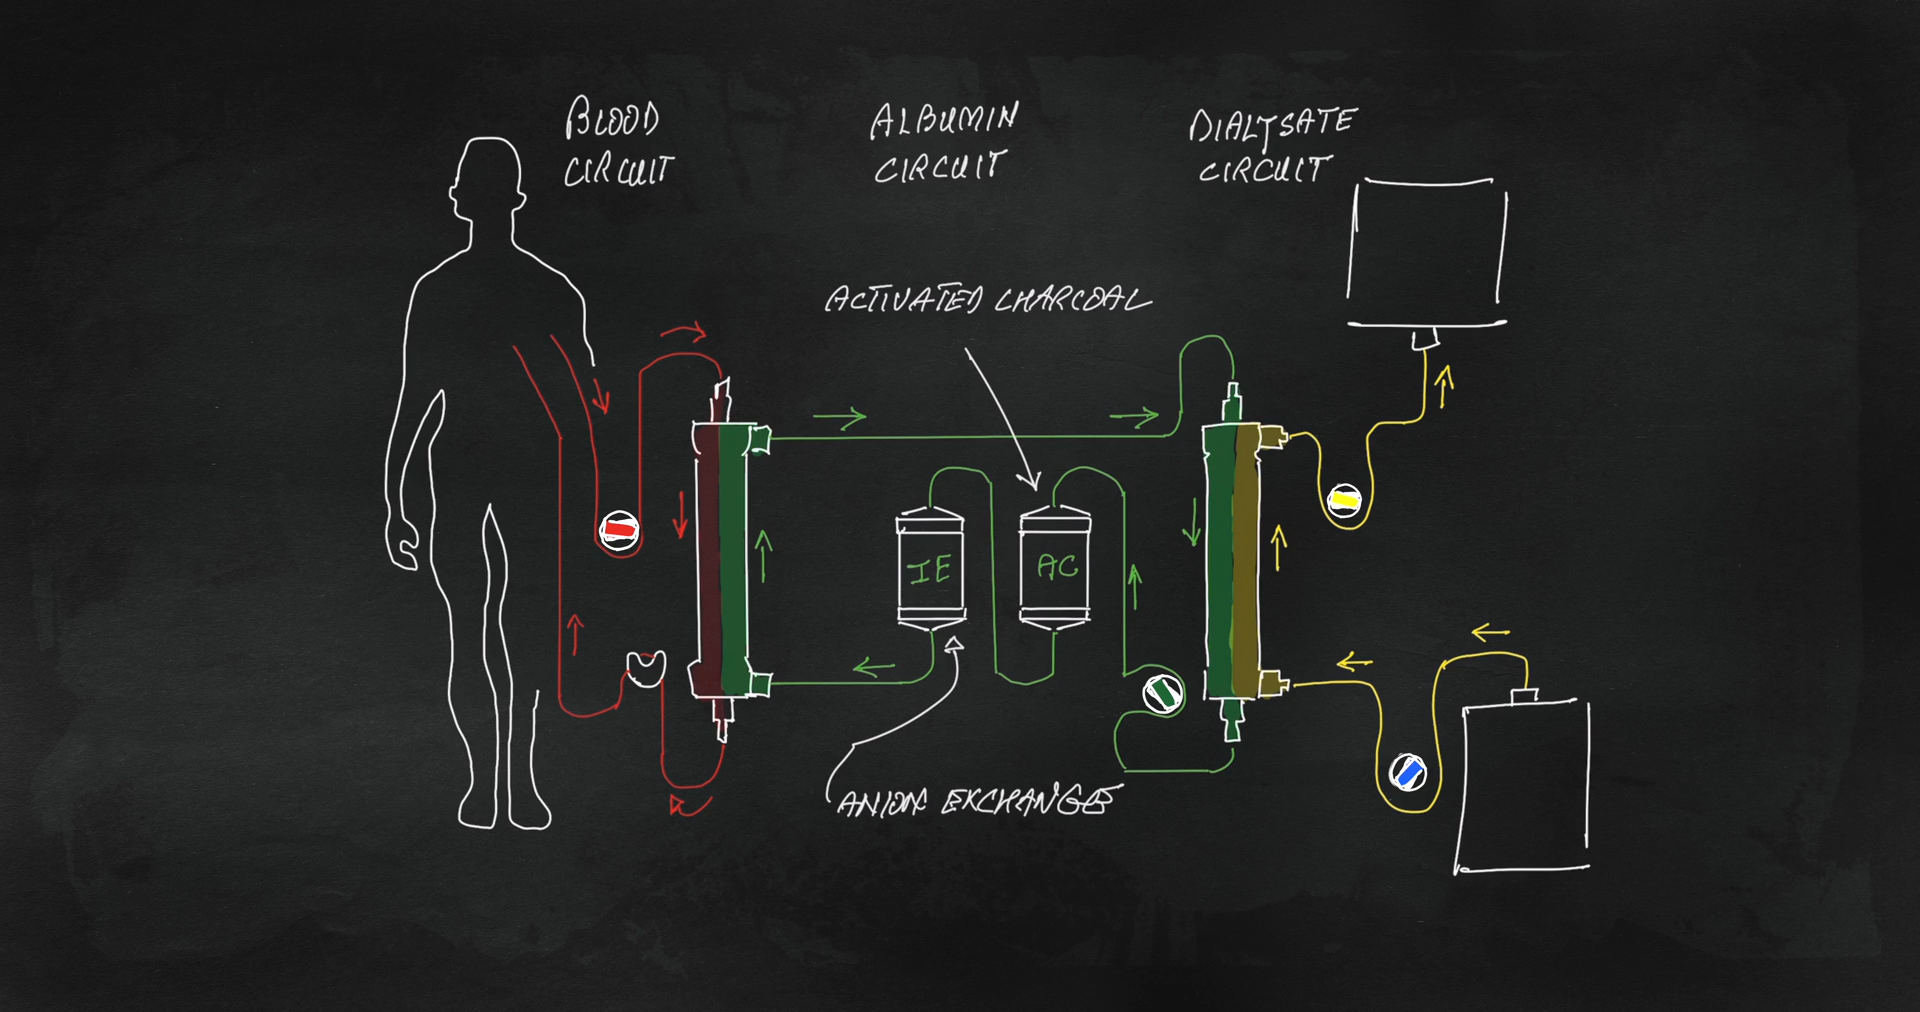 BLOOD
CIRCUIT
ALBUMIN
CIRCUIT
DIALYSATE
CIRCUIT
ACTIVATED CHARCOAL
IE
AC
ANION EXCHANGE